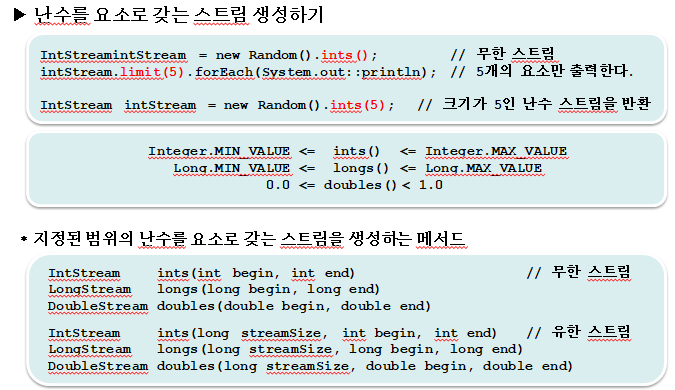 ▶ 난수를 요소로 갖는 스트림 생성하기
IntStreamintStream = new Random().ints(); // 무한 스트림
intStream.limit(5).forEach(System.out::println); // 5개의 요소만 출력한다.
IntStream intStream = new Random().ints(5); // 크기가 5인 난수 스트림을 반환
Integer.MIN_VALUE <= ints() <= Integer.MAX_VALUE
Long.MIN_VALUE <= longs() <= Long.MAX_VALUE
0.0 <= doubles() < 1.0
* 지정된 범위의 난수를 요소로 갖는 스트림을 생성하는 메서드
IntStream ints(int begin, int end) // 무한 스트림
LongStream longs(long begin, long end)
DoubleStream doubles(double begin, double end)
IntStream ints(long streamSize, int begin, int end) // 유한 스트림
LongStream longs(long streamSize, long begin, long end)
DoubleStream doubles(long streamSize, double begin, double end)